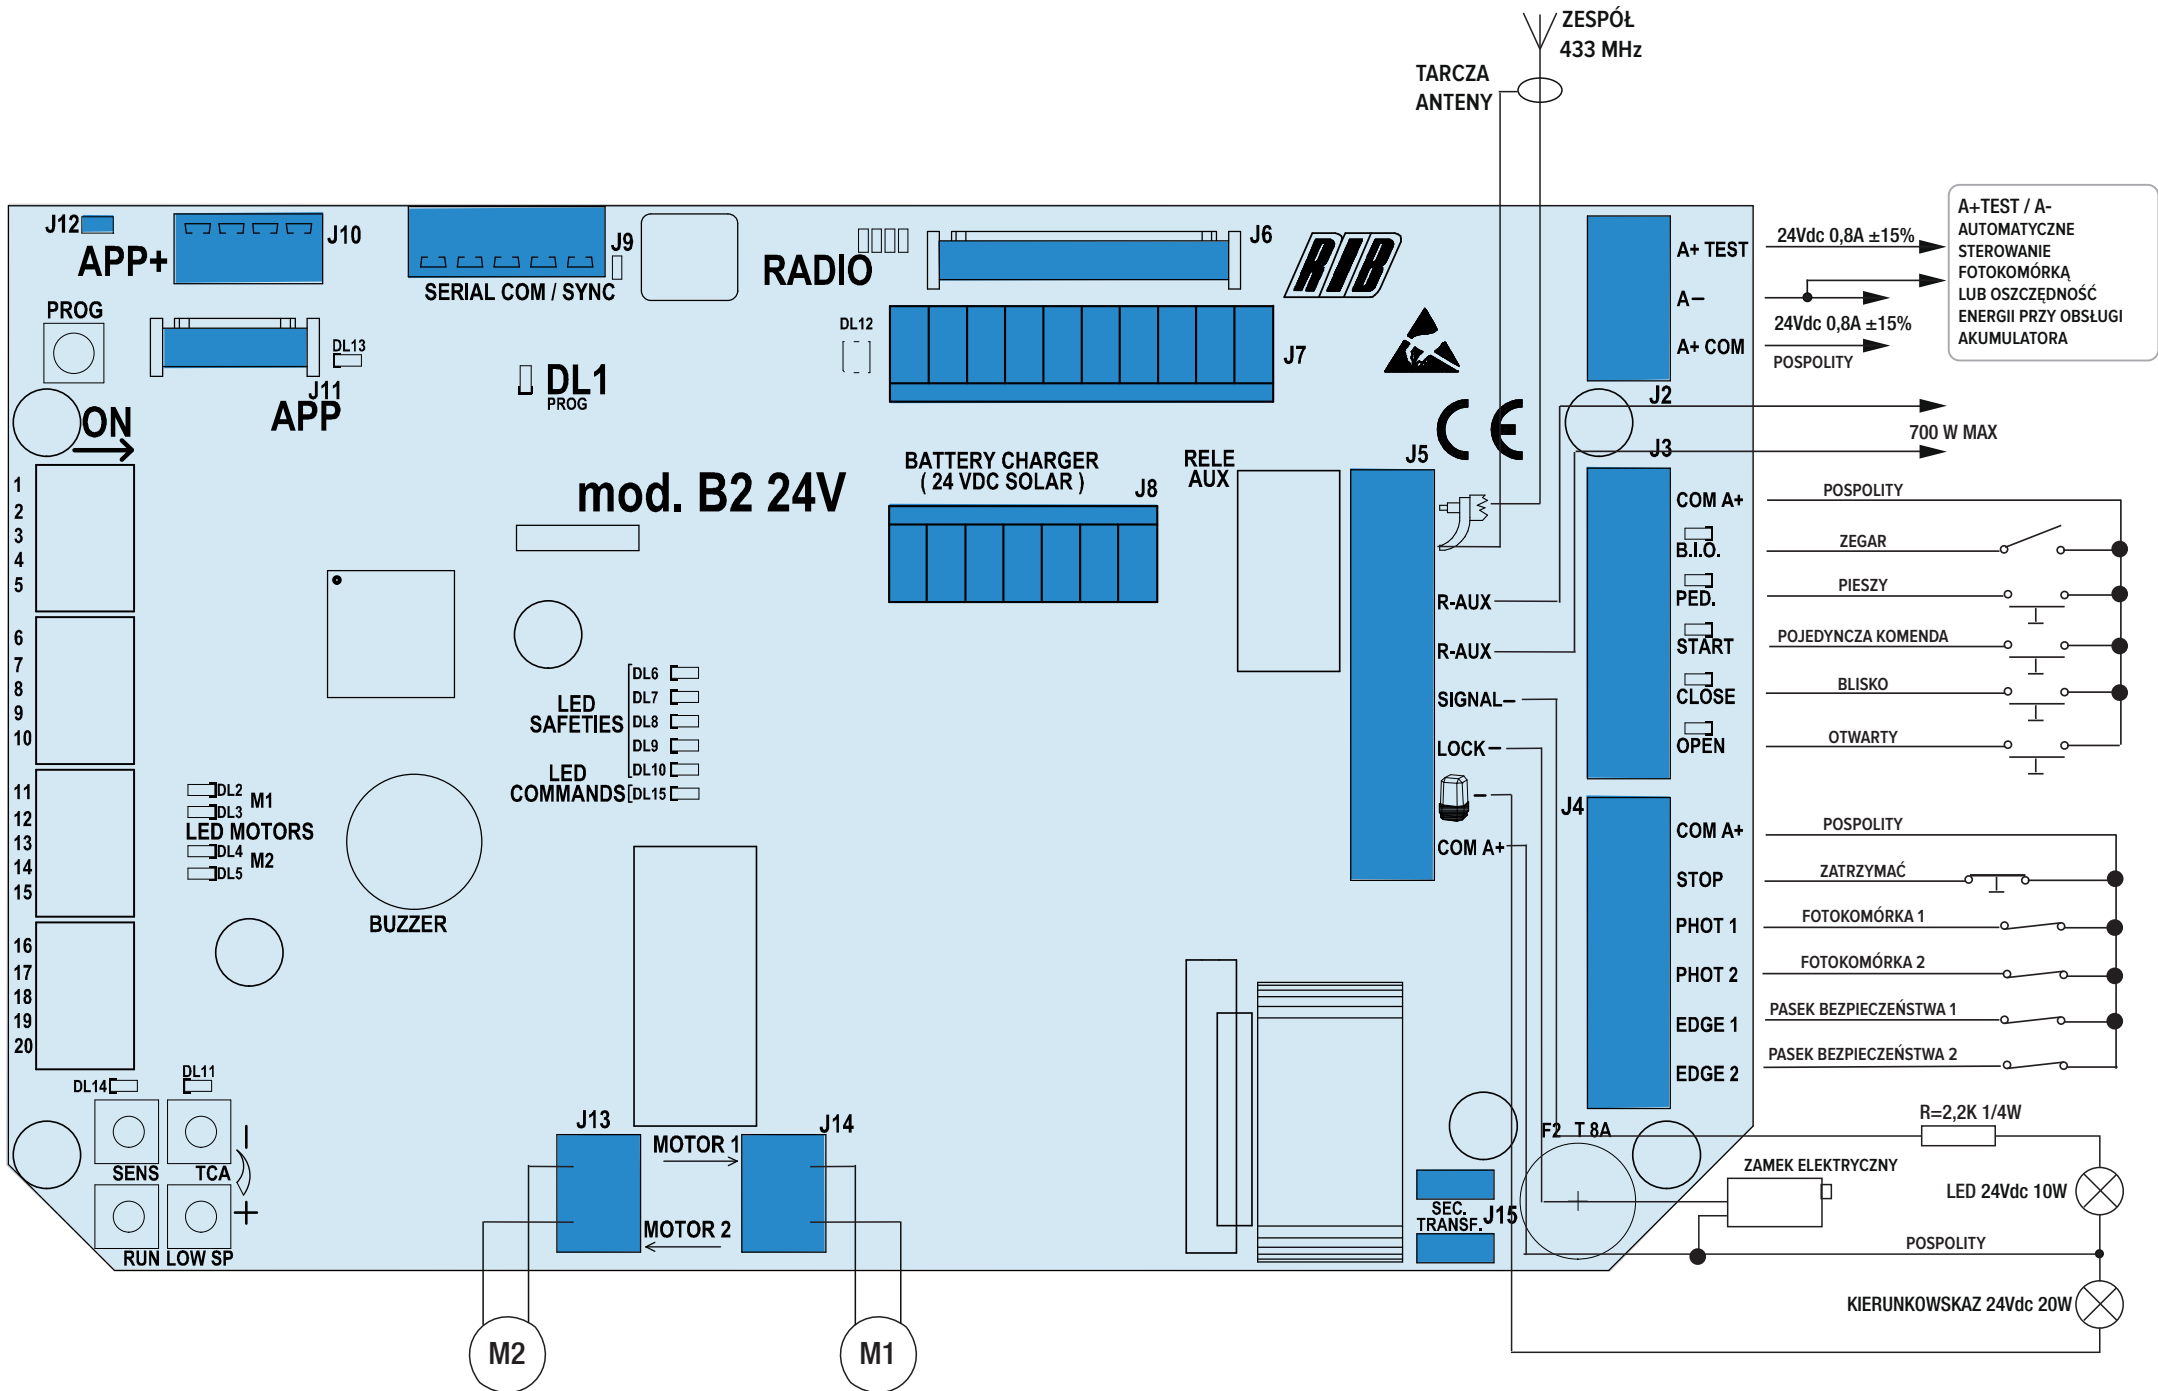 ZESPÓŁ
433 MHz
TARCZA
ANTENY
J12
APP+
J10
J9
SERIAL COM / SYNC
RADIO
J6
RIB
A+ TEST
A−
A+ COM
J2
24Vdc 0,8A ±15%
24Vdc 0,8A ±15%
POSPOLITY
A+TEST / A-
AUTOMATYCZNE
STEROWANIE
FOTOKOMÓRKĄ
LUB OSZCZĘDNOŚĆ
ENERGII PRZY OBSŁUGI
AKUMULATORA
PROG
DL13
J11
APP
DL1
PROG
DL12
J7
CE
700 W MAX
ON
1
2
3
4
5
6
7
8
9
10
11
12
13
14
15
16
17
18
19
20
mod. B2 24V
BATTERY CHARGER
( 24 VDC SOLAR )
J8
RELE
AUX
J5
R-AUX
R-AUX
SIGNAL−
LOCK−
−
COM A+
J3
COM A+
B.I.O.
PED.
START
CLOSE
OPEN
POSPOLITY
ZEGAR
PIESZY
POJEDYNCZA KOMENDA
BLISKO
OTWARTY
J4
COM A+
STOP
PHOT 1
PHOT 2
EDGE 1
EDGE 2
POSPOLITY
ZATRZYMAĆ
FOTOKOMÓRKA 1
FOTOKOMÓRKA 2
PASEK BEZPIECZEŃSTWA 1
PASEK BEZPIECZEŃSTWA 2
LED
SAFETIES
DL6
DL7
DL8
DL9
DL10
LED
COMMANDS
DL15
DL2
M1
DL3
LED MOTORS
DL4
M2
DL5
BUZZER
DL14
DL11
SENS
TCA
−
+
RUN
LOW SP
J13
MOTOR 1
J14
MOTOR 2
M2
M1
F2 T 8A
SEC.
TRANSF.
J15
R=2,2K 1/4W
ZAMEK ELEKTRYCZNY
LED 24Vdc 10W
POSPOLITY
KIERUNKOWSKAZ 24Vdc 20W